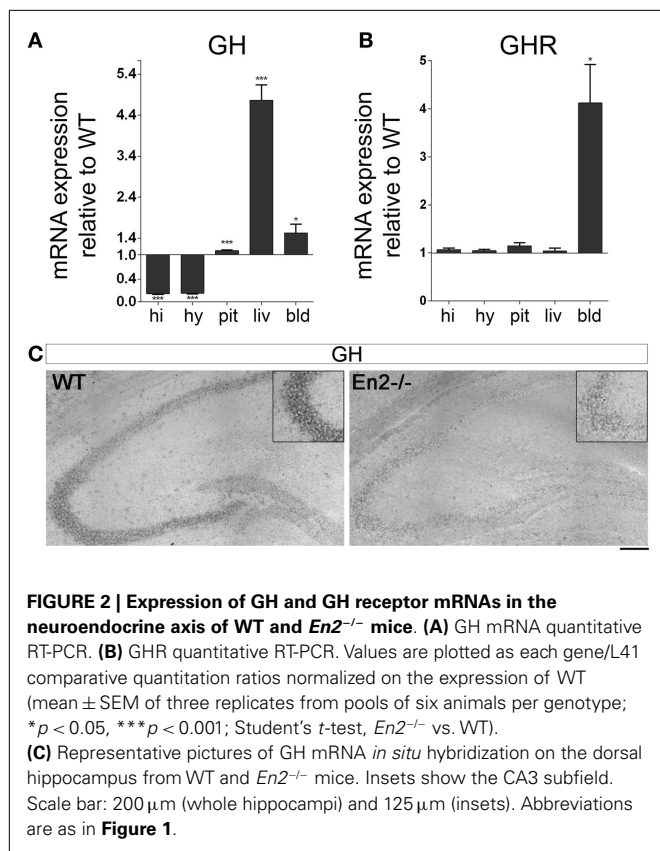 A
GH
mRNA expression
relative to WT
5.4
4.4
3.4
2.4
1.4
1.0
0.4
0.0
***
***
***
***
*
hi hy pit liv bld
B
GHR
mRNA expression
relative to WT
5
4
3
2
1
*
hi hy pit liv bld
C
GH
WT
En2-/-
FIGURE 2 | Expression of GH and GH receptor mRNAs in the
neuroendocrine axis of WT and En2−/− mice. (A) GH mRNA quantitative
RT-PCR. (B) GHR quantitative RT-PCR. Values are plotted as each gene/L41
comparative quantitation ratios normalized on the expression of WT
(mean ± SEM of three replicates from pools of six animals per genotype;
*p < 0.05, ***p < 0.001; Student's t-test, En2−/− vs. WT).
(C) Representative pictures of GH mRNA in situ hybridization on the dorsal
hippocampus from WT and En2−/− mice. Insets show the CA3 subfield.
Scale bar: 200 μm (whole hippocampi) and 125 μm (insets). Abbreviations
are as in Figure 1.